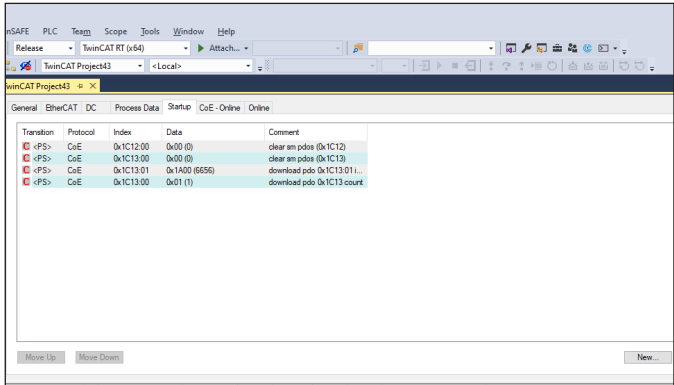 nSAFE PLC Team Scope Tools Window Help
Release TwinCAT RT (x64) Attach...
TwinCAT Project43 <Local>
TwinCAT Project43
General EtherCAT DC Process Data Startup CoE - Online Online
Transition Protocol Index Data Comment
C <PS> CoE 0x1C12:00 0x00 (0) clear sm pdos (0x1C12)
C <PS> CoE 0x1C13:00 0x00 (0) clear sm pdos (0x1C13)
C <PS> CoE 0x1C13:01 0x1A00 (6656) download pdo 0x1C13:01 i...
C <PS> CoE 0x1C13:00 0x01 (1) download pdo 0x1C13 count
Move Up Move Down New...